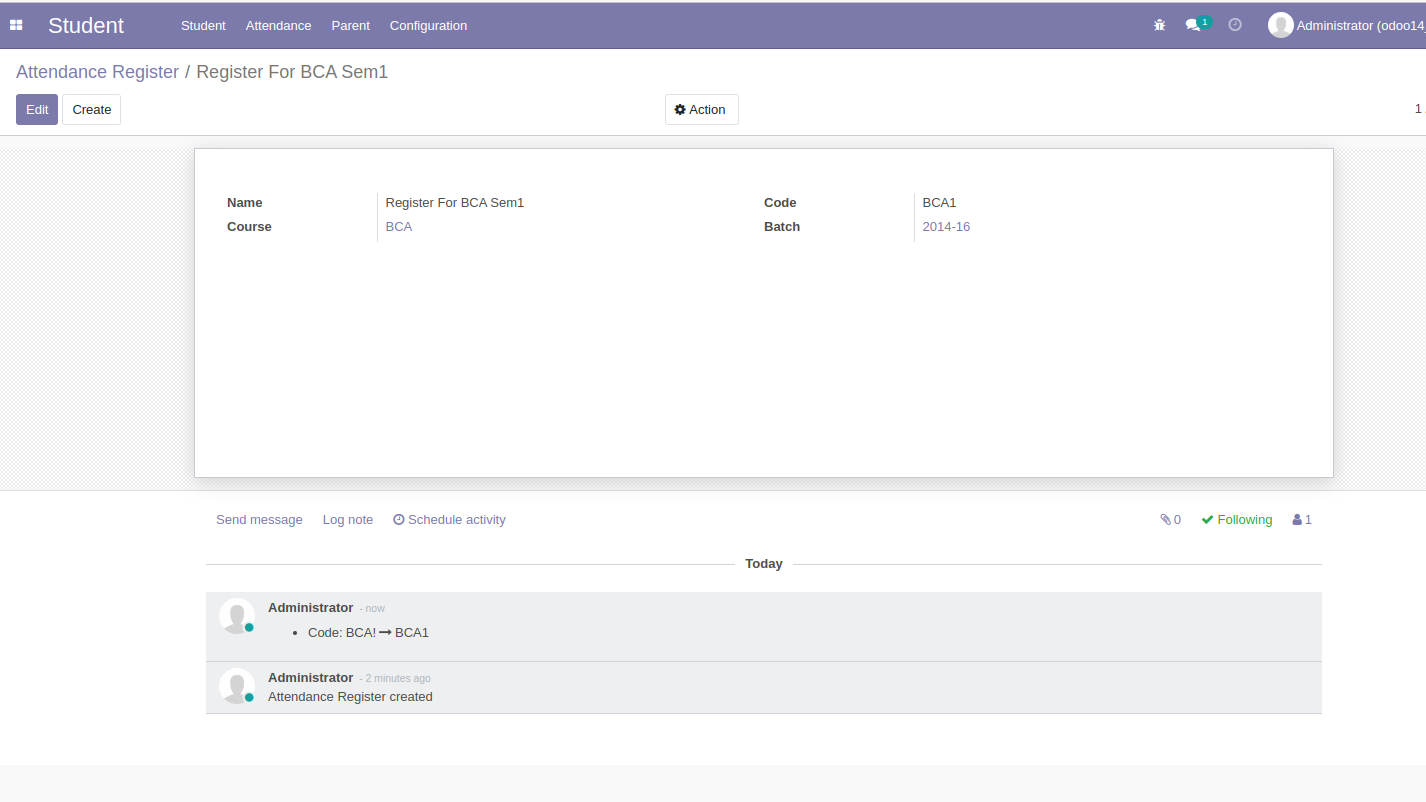 Student Student Attendance Parent Configuration 1 Administrator (odoo14_
Attendance Register / Register For BCA Sem1
Edit Create Action 1
Name Register For BCA Sem1 Code BCA1
Course BCA Batch 2014-16
Send message Log note Schedule activity 0 Following 1
Today
Administrator - now
• Code: BCA! → BCA1
Administrator - 2 minutes ago
Attendance Register created